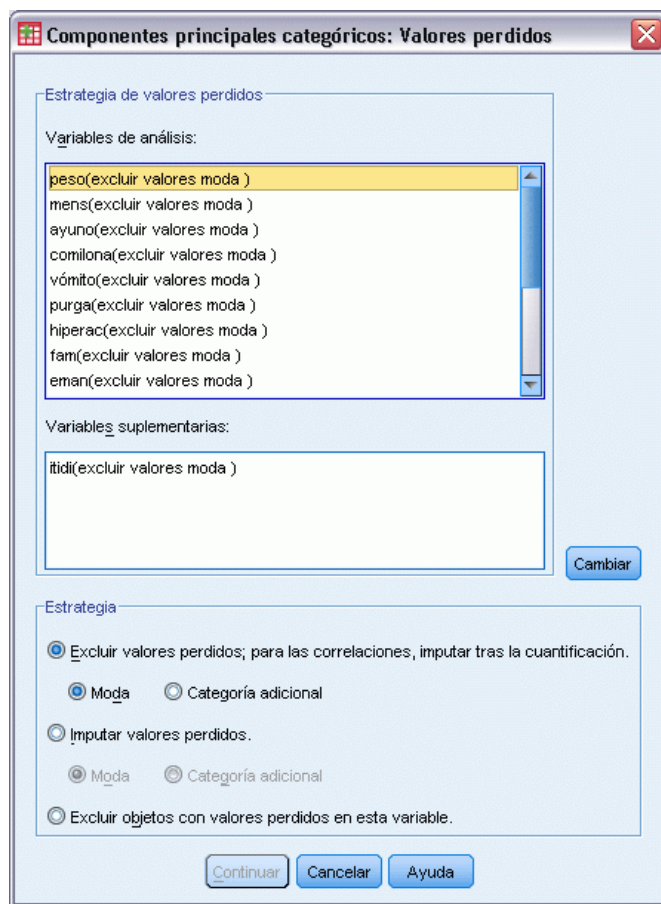 Componentes principales categóricos: Valores perdidos
Estrategia de valores perdidos
Variables de análisis:
peso(excluir valores moda )
mens(excluir valores moda )
ayuno(excluir valores moda )
comilona(excluir valores moda )
vómito(excluir valores moda )
purga(excluir valores moda )
hiperac(excluir valores moda )
fam(excluir valores moda )
eman(excluir valores moda )
Variables suplementarias:
itidi(excluir valores moda )
Cambiar
Estrategia
Excluir valores perdidos; para las correlaciones, imputar tras la cuantificación.
Moda Categoría adicional
Imputar valores perdidos.
Moda Categoría adicional
Excluir objetos con valores perdidos en esta variable.
Continuar Cancelar Ayuda